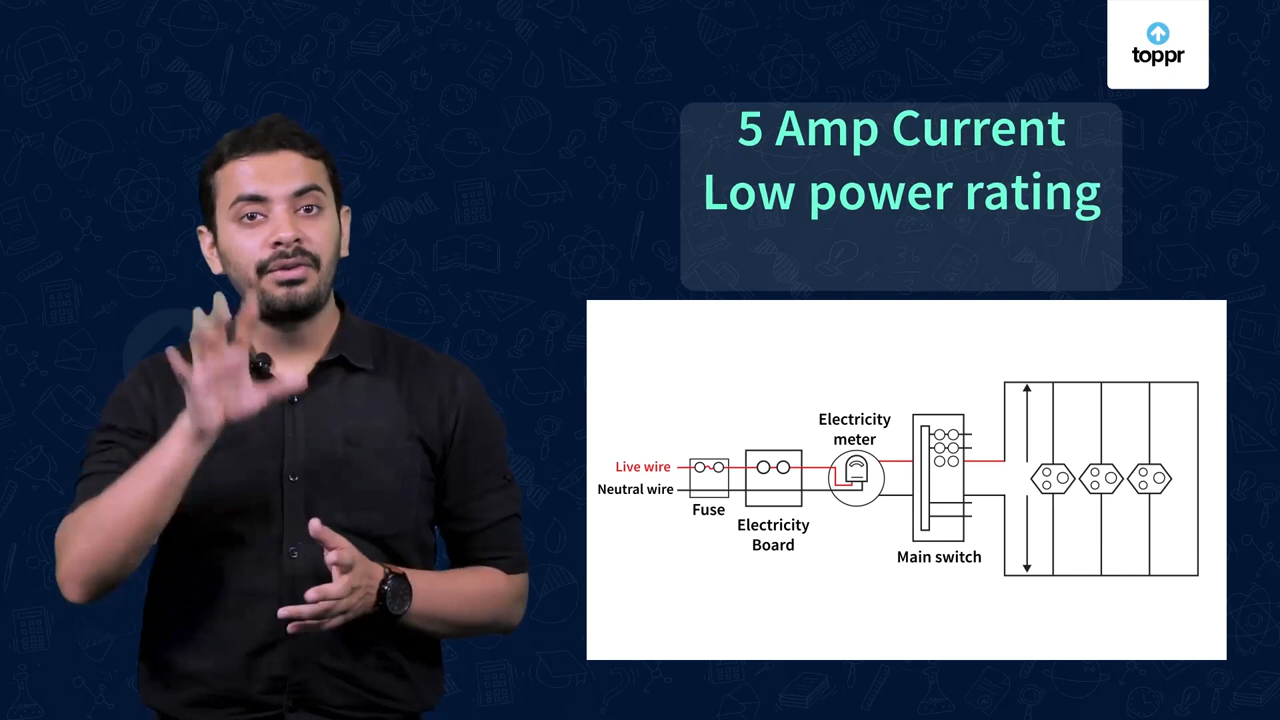 toppr
5 Amp Current
Low power rating
Electricity
meter
Live wire
Neutral wire
Fuse
Electricity
Board
Main switch